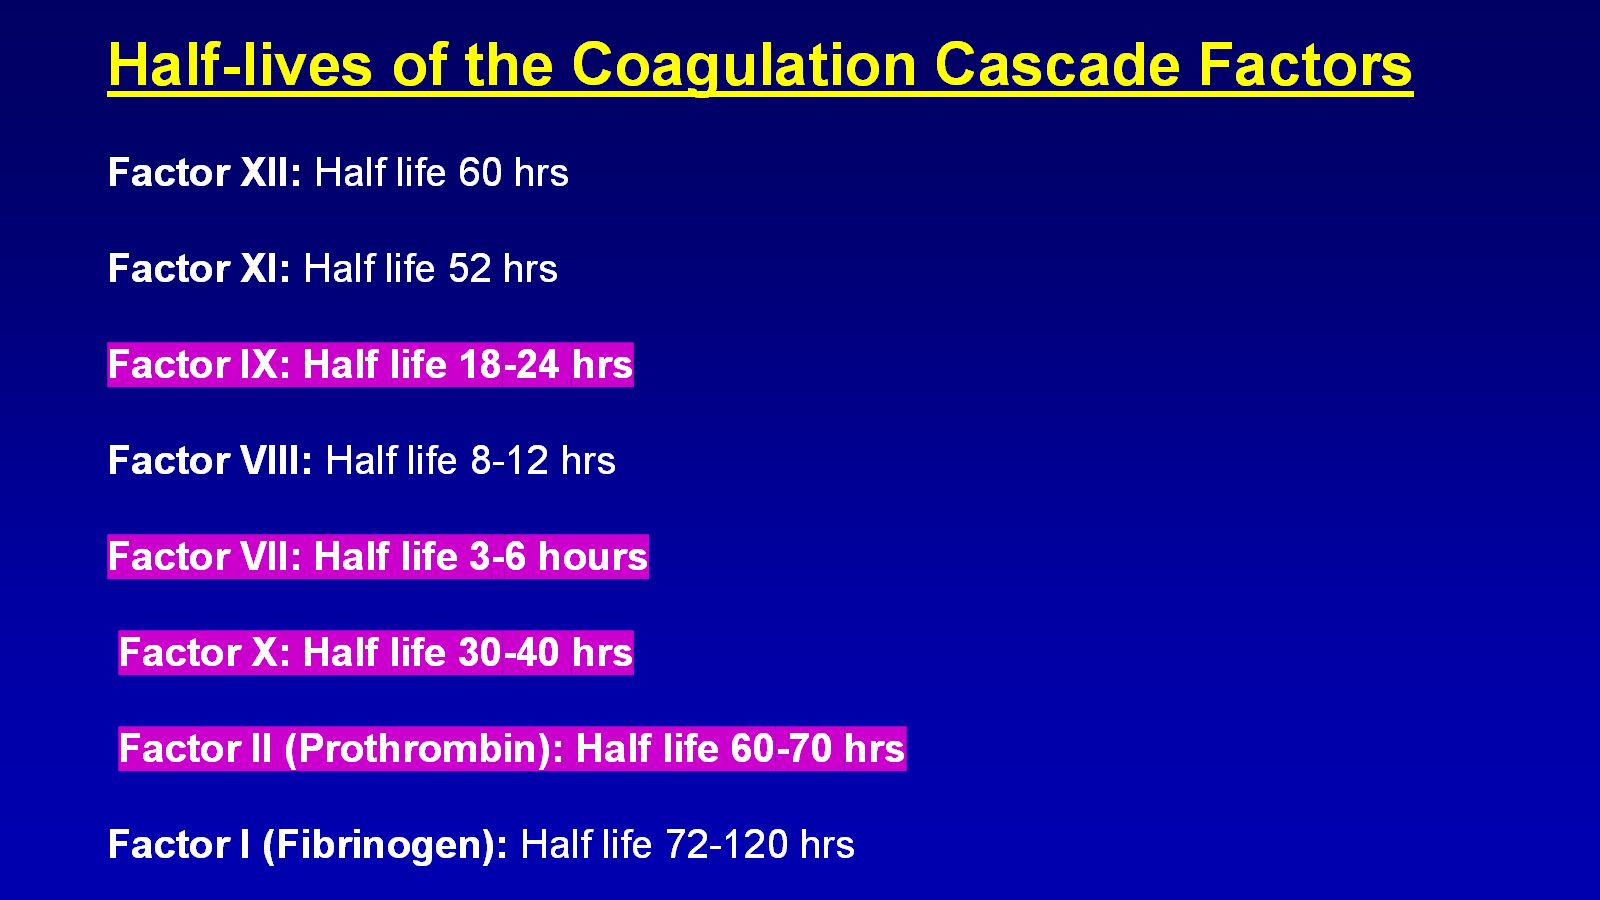 Half-lives of the Coagulation Cascade Factors
Factor XII: Half life 60 hrs
Factor XI: Half life 52 hrs
Factor IX: Half life 18-24 hrs
Factor VIII: Half life 8-12 hrs
Factor VII: Half life 3-6 hours
Factor X: Half life 30-40 hrs
Factor II (Prothrombin): Half life 60-70 hrs
Factor I (Fibrinogen): Half life 72-120 hrs